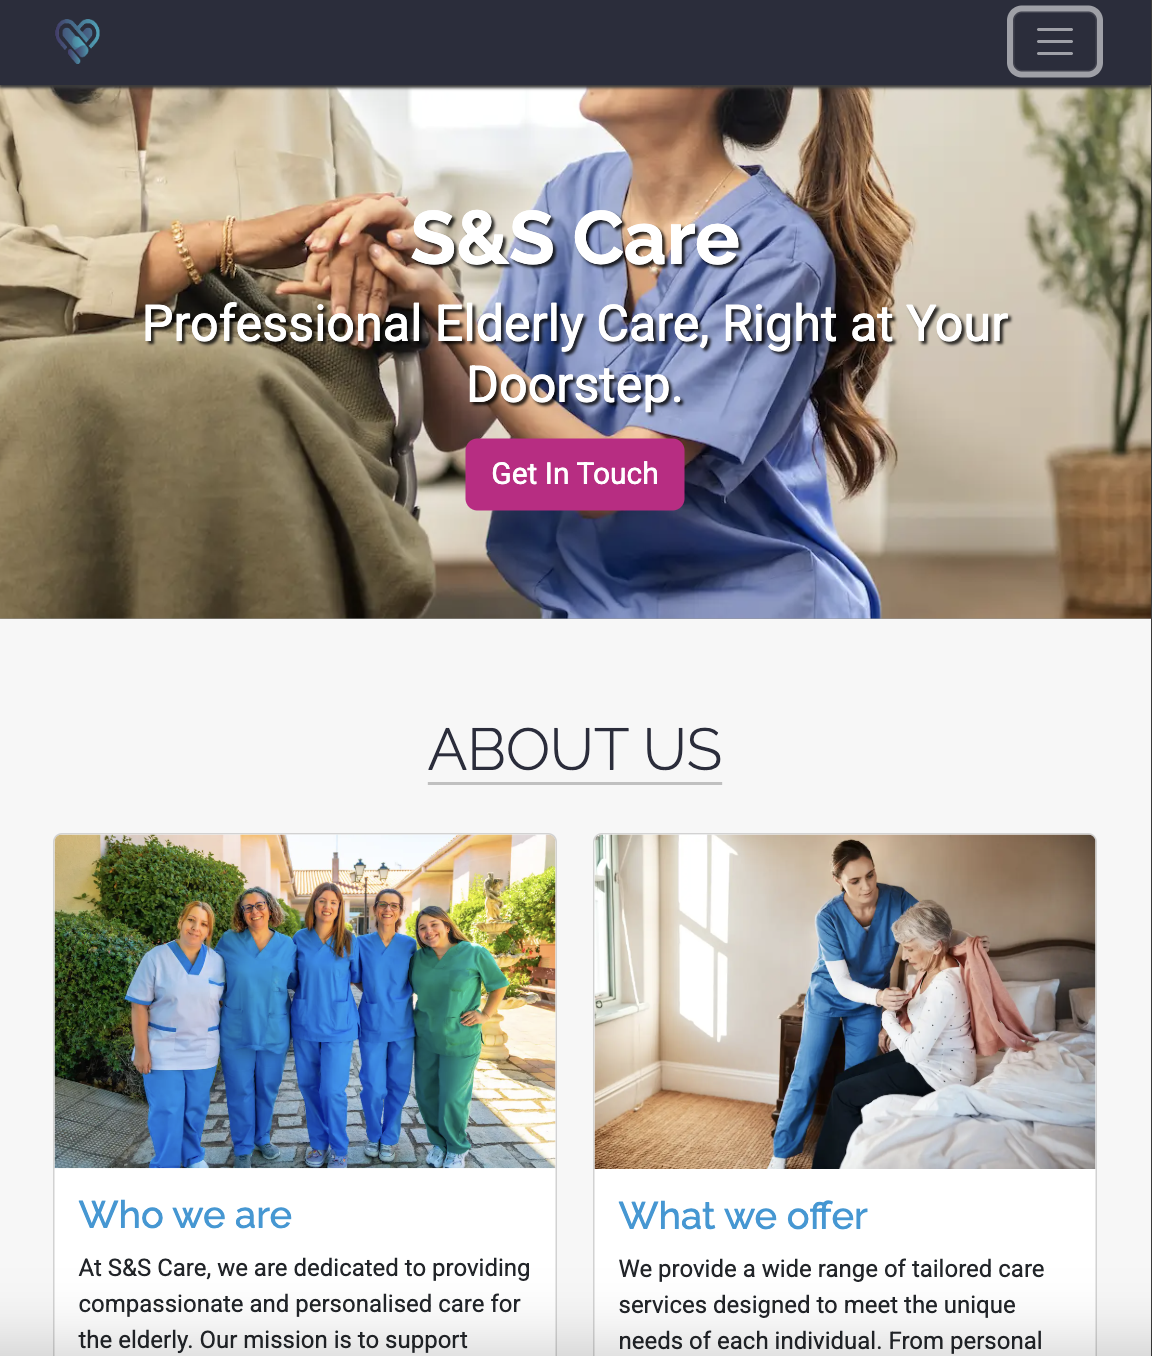 S&S Care
Professional Elderly Care, Right at Your
Doorstep.
Get In Touch
ABOUT US
Who we are
At S&S Care, we are dedicated to providing
compassionate and personalised care for
the elderly. Our mission is to support
What we offer
We provide a wide range of tailored care
services designed to meet the unique
needs of each individual. From personal